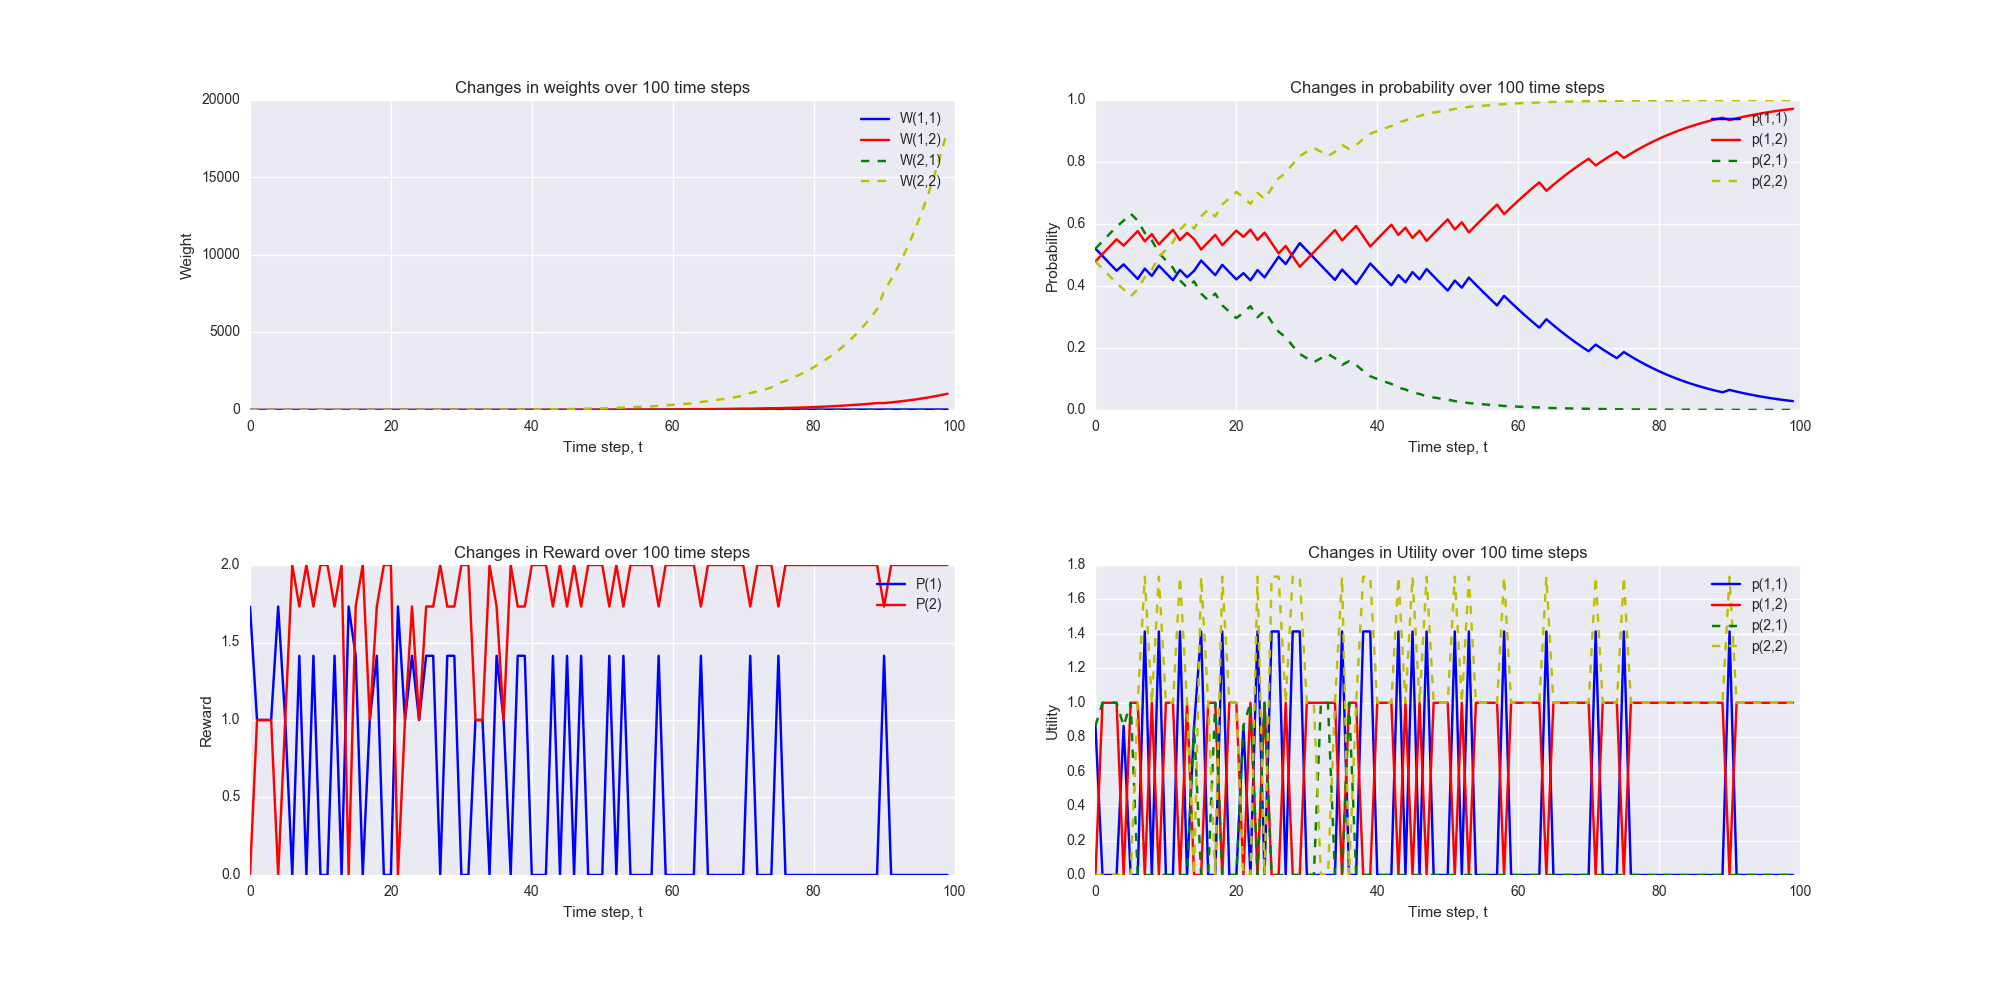 Changes in weights over 100 time steps
20000
15000
10000
5000
0
Weight
0 20 40 60 80 100
Time step, t
W(1,1)
W(1,2)
W(2,1)
W(2,2)
Changes in probability over 100 time steps
1.0
0.8
0.6
0.4
0.2
0.0
Probability
0 20 40 60 80 100
Time step, t
p(1,1)
p(1,2)
p(2,1)
p(2,2)
Changes in Reward over 100 time steps
2.0
1.5
1.0
0.5
0.0
Reward
0 20 40 60 80 100
Time step, t
P(1)
P(2)
Changes in Utility over 100 time steps
1.8
1.6
1.4
1.2
1.0
0.8
0.6
0.4
0.2
0.0
Utility
0 20 40 60 80 100
Time step, t
p(1,1)
p(1,2)
p(2,1)
p(2,2)